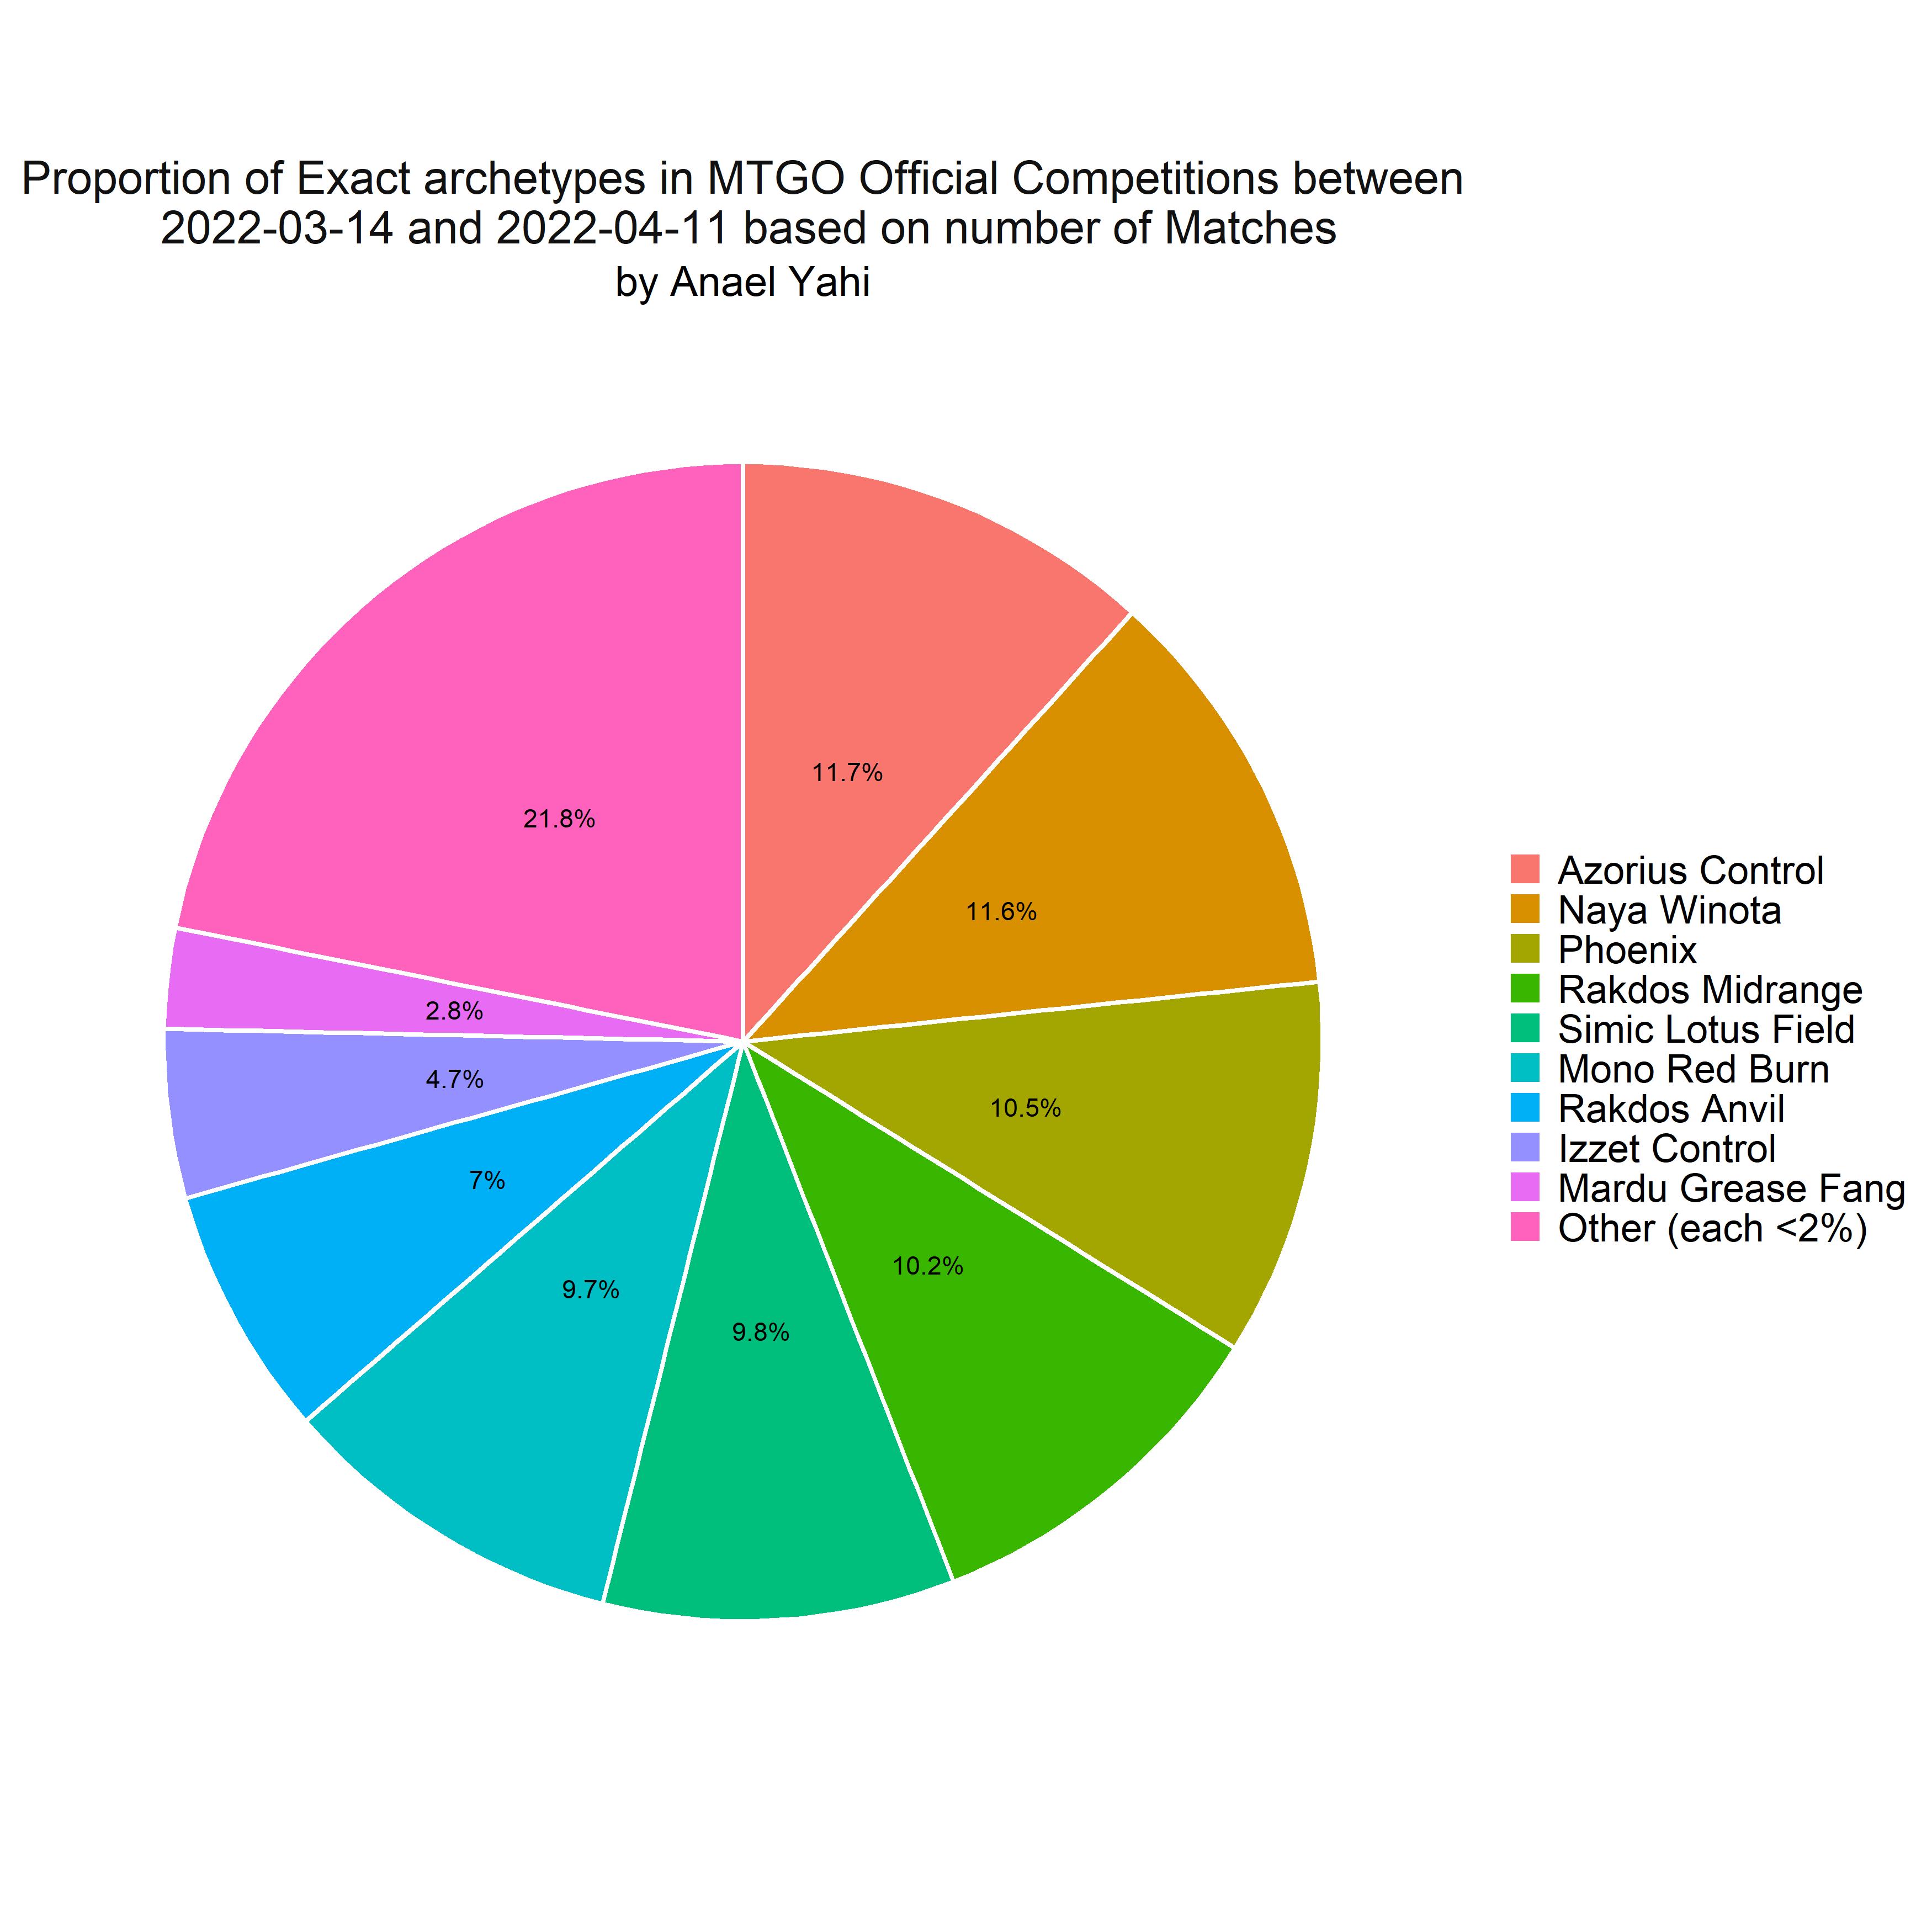 Proportion of Exact archetypes in MTGO Official Competitions between
2022-03-14 and 2022-04-11 based on number of Matches
by Anael Yahi
11.7%
21.8%
11.6%
2.8%
4.7%
10.5%
7%
10.2%
9.7%
9.8%
Azorius Control
Naya Winota
Phoenix
Rakdos Midrange
Simic Lotus Field
Mono Red Burn
Rakdos Anvil
Izzet Control
Mardu Grease Fang
Other (each <2%)